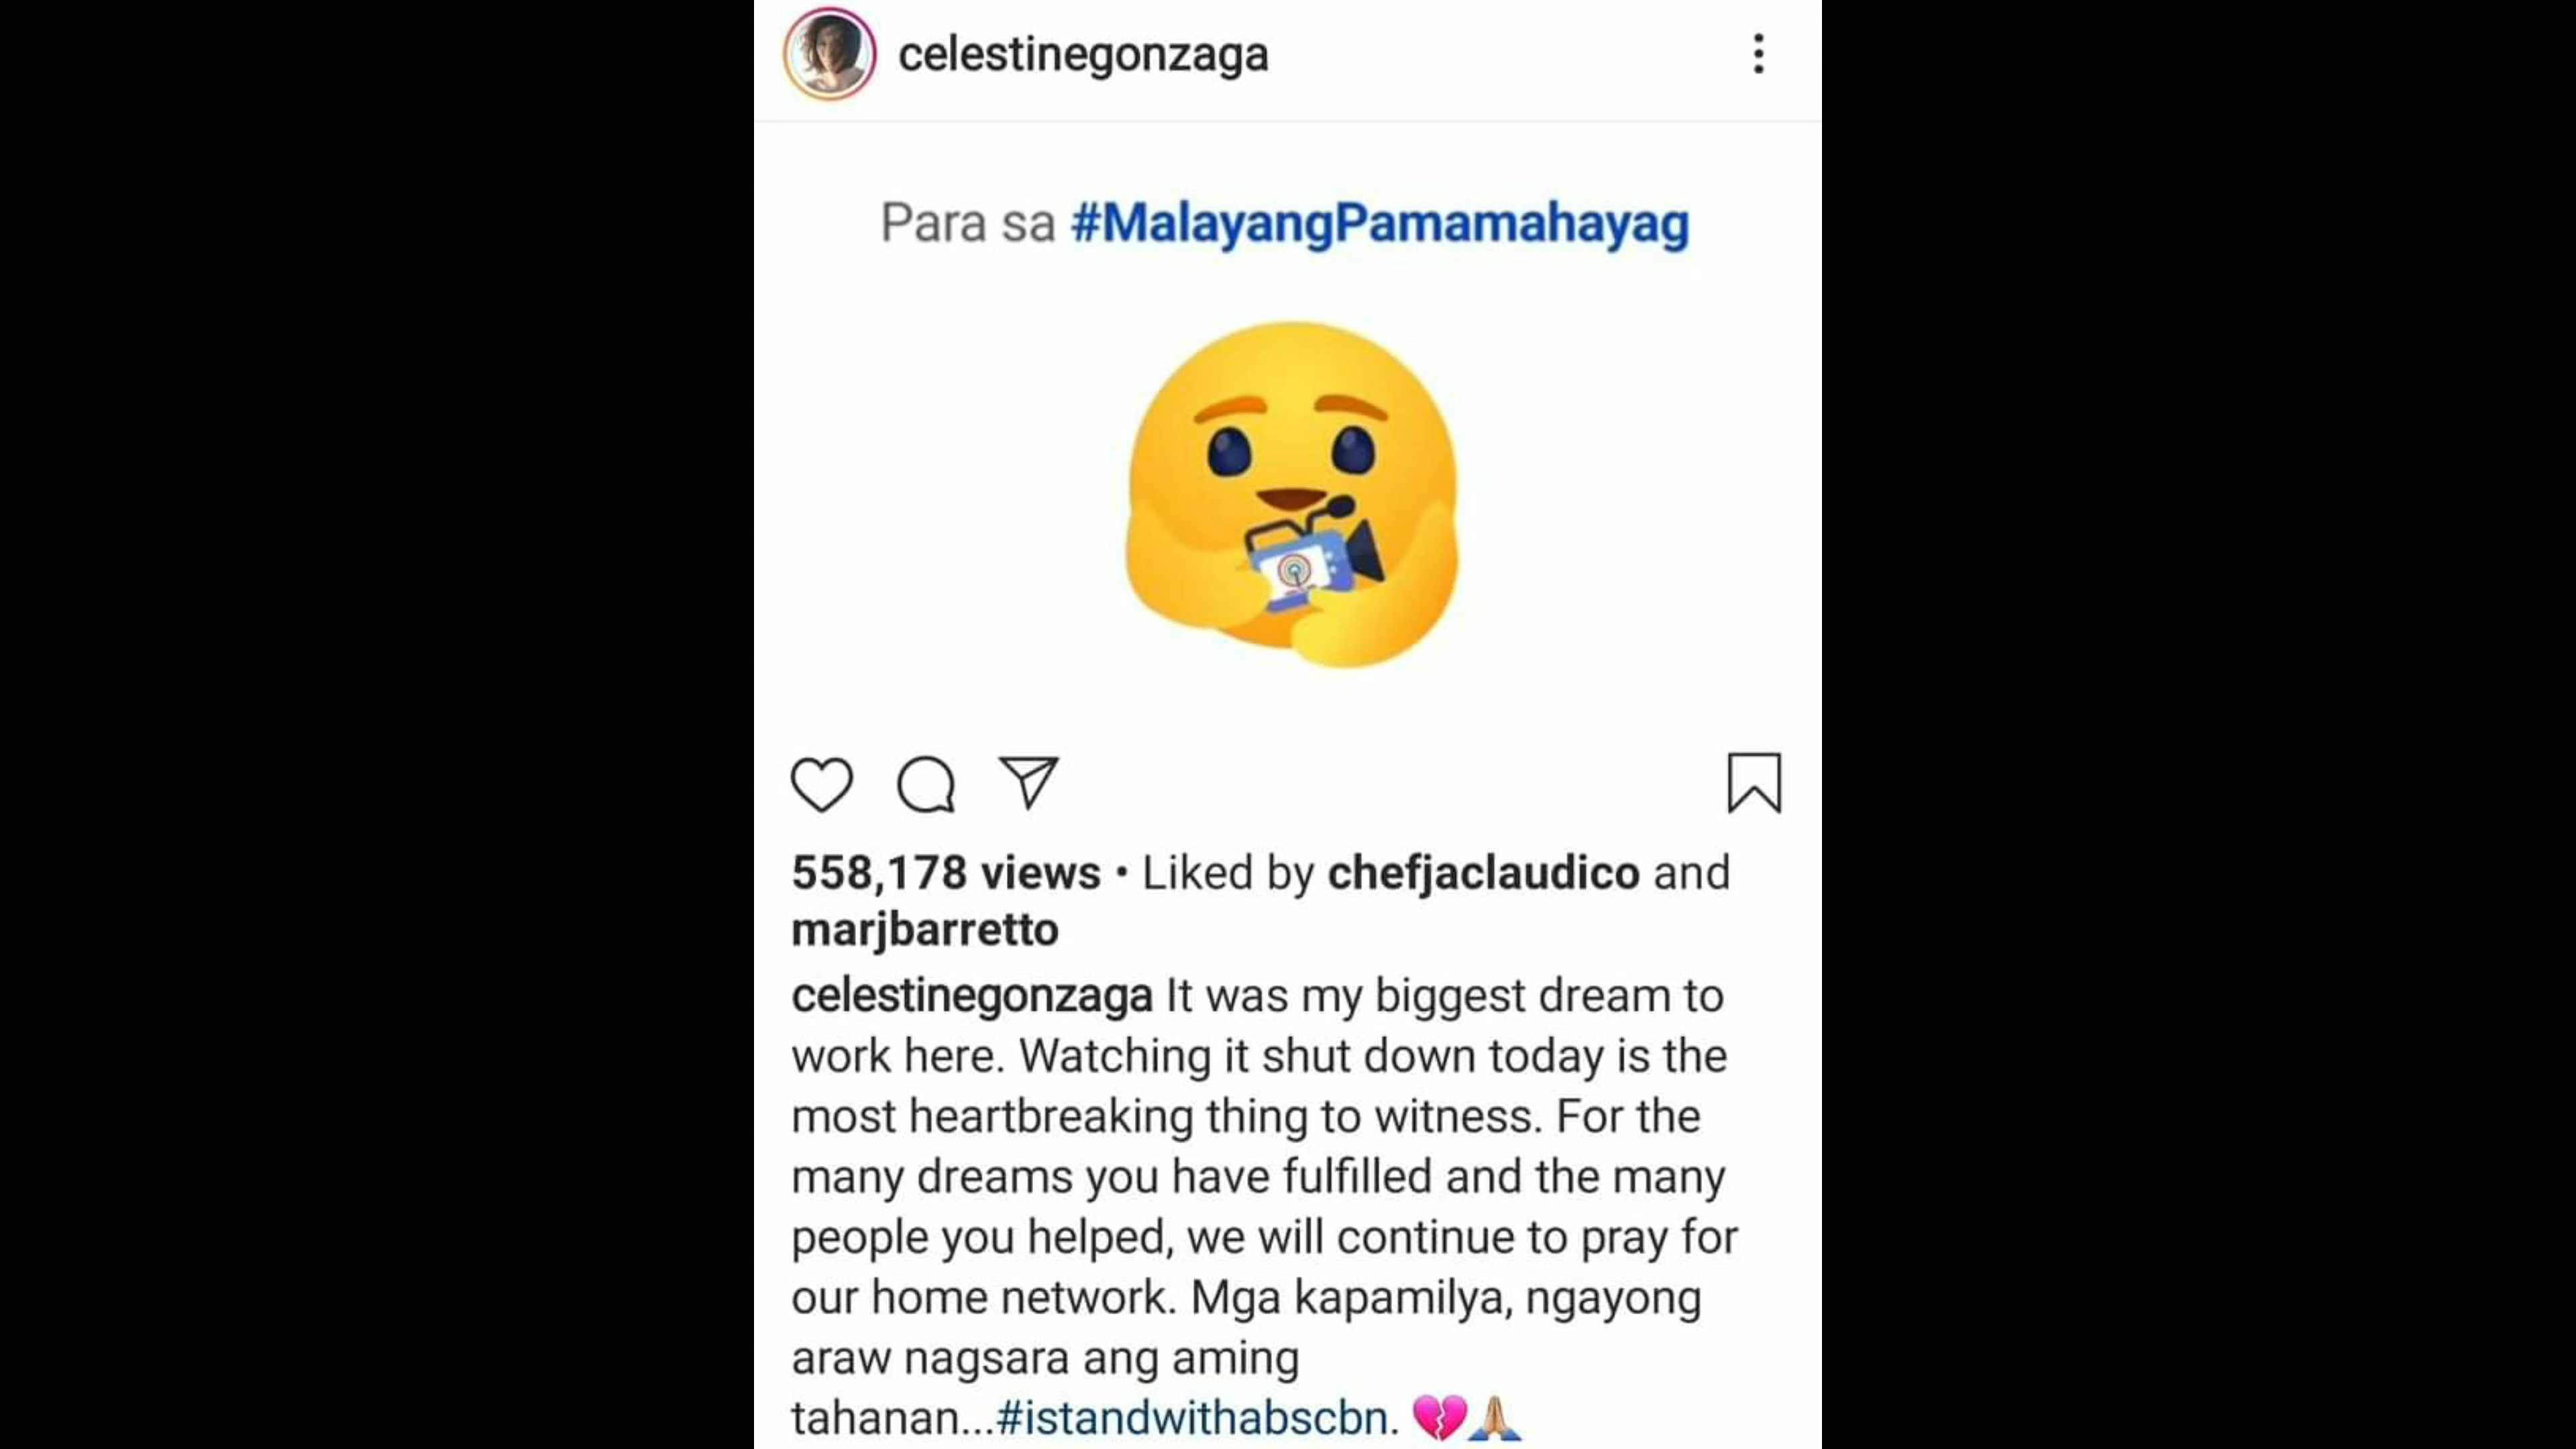 celestinegonzaga
Para sa #MalayangPamamahayag
558,178 views • Liked by chefjaclaudico and
marjbarretto
celestinegonzaga It was my biggest dream to
work here. Watching it shut down today is the
most heartbreaking thing to witness. For the
many dreams you have fulfilled and the many
people you helped, we will continue to pray for
our home network. Mga kapamilya, ngayong
araw nagsara ang aming
tahanan...#istandwithabscbn. 💔🙏🏼